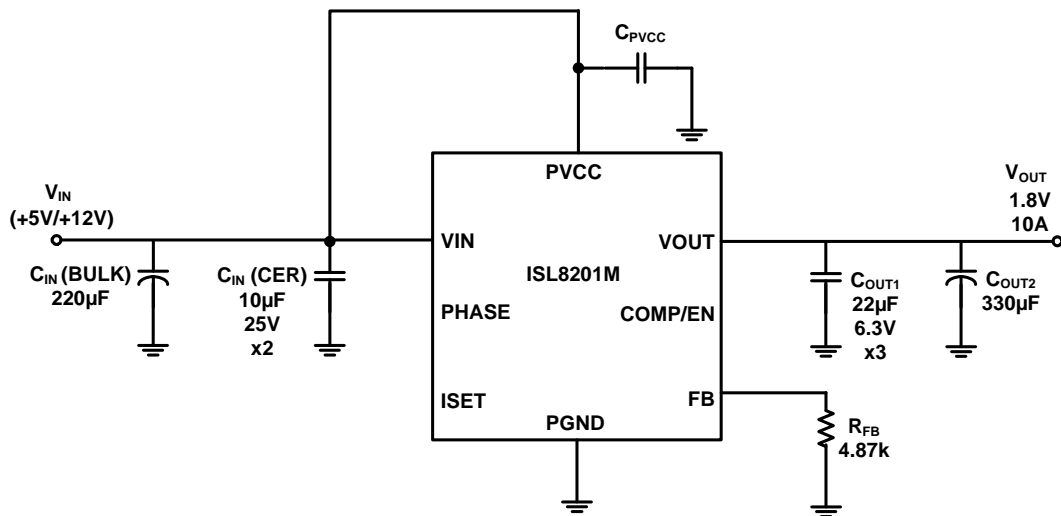 CPVCC
PVCC
VIN
(+5V/+12V)
CIN (BULK)
220µF
CIN (CER)
10µF
25V
x2
VIN
PHASE
ISET
ISL8201M
VOUT
COMP/EN
FB
PGND
VOUT
1.8V
10A
COUT1
22µF
6.3V
x3
COUT2
330µF
RFB
4.87k